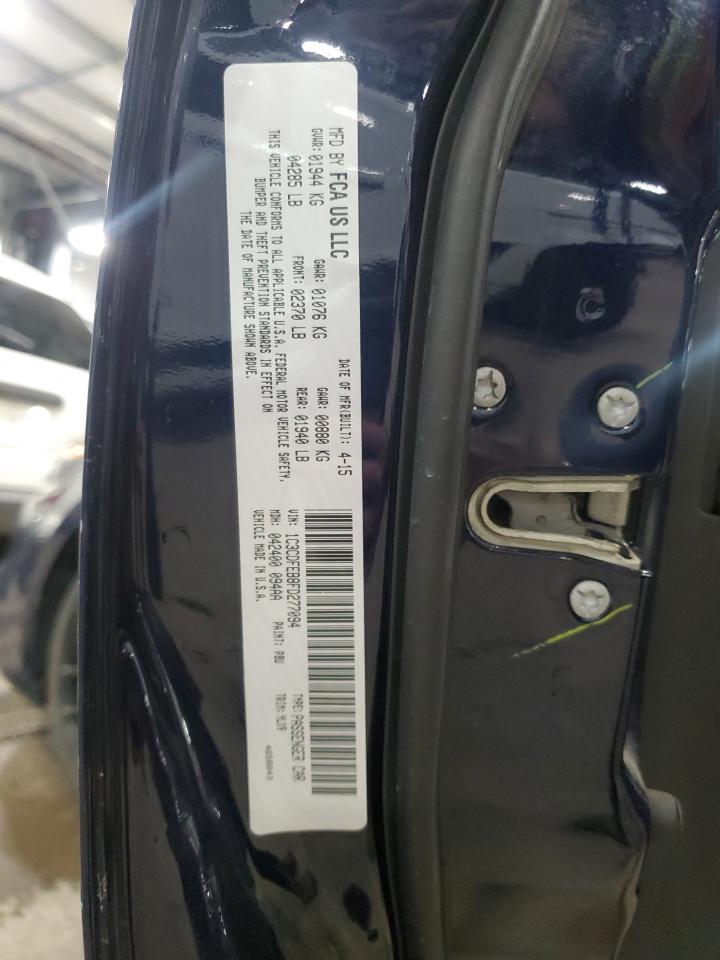 MFD BY FCA US LLC
DATE OF MFR(BUILT): 4-15
GVWR: 01944 KG
GAWR: 01076 KG
GAWR: 00880 KG
04285 LB
FRONT: 02370 LB
REAR: 01940 LB
THIS VEHICLE CONFORMS TO ALL APPLICABLE U.S.A. FEDERAL MOTOR VEHICLE SAFETY,
BUMPER AND THEFT PREVENTION STANDARDS IN EFFECT ON
THE DATE OF MANUFACTURE SHOWN ABOVE.
VIN: 1C3CDFEB8FD277094
TYPE: PASSENGER CAR
MDH: 042400 094AA
PAINT: PBU
TRIM: HLX9
VEHICLE MADE IN U.S.A.